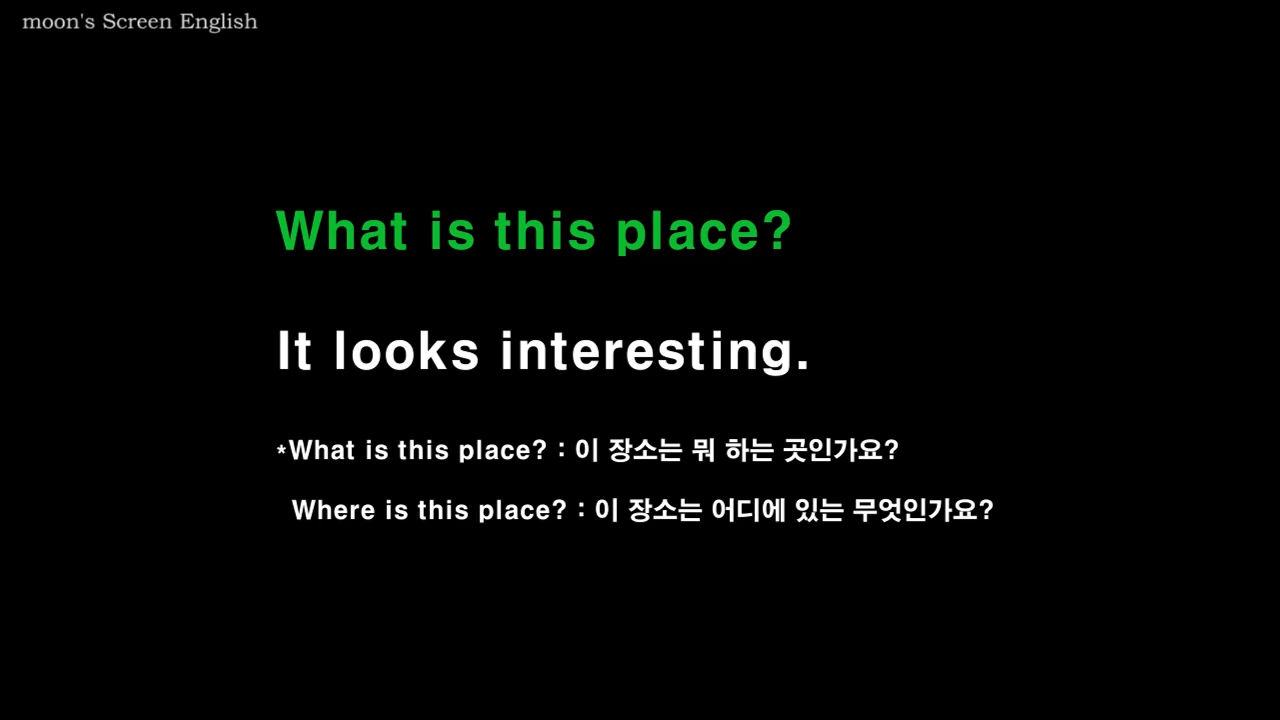 moon's Screen English
What is this place?
It looks interesting.
*What is this place? : 이 장소는 뭐 하는 곳인가요?
Where is this place? : 이 장소는 어디에 있는 무엇인가요?